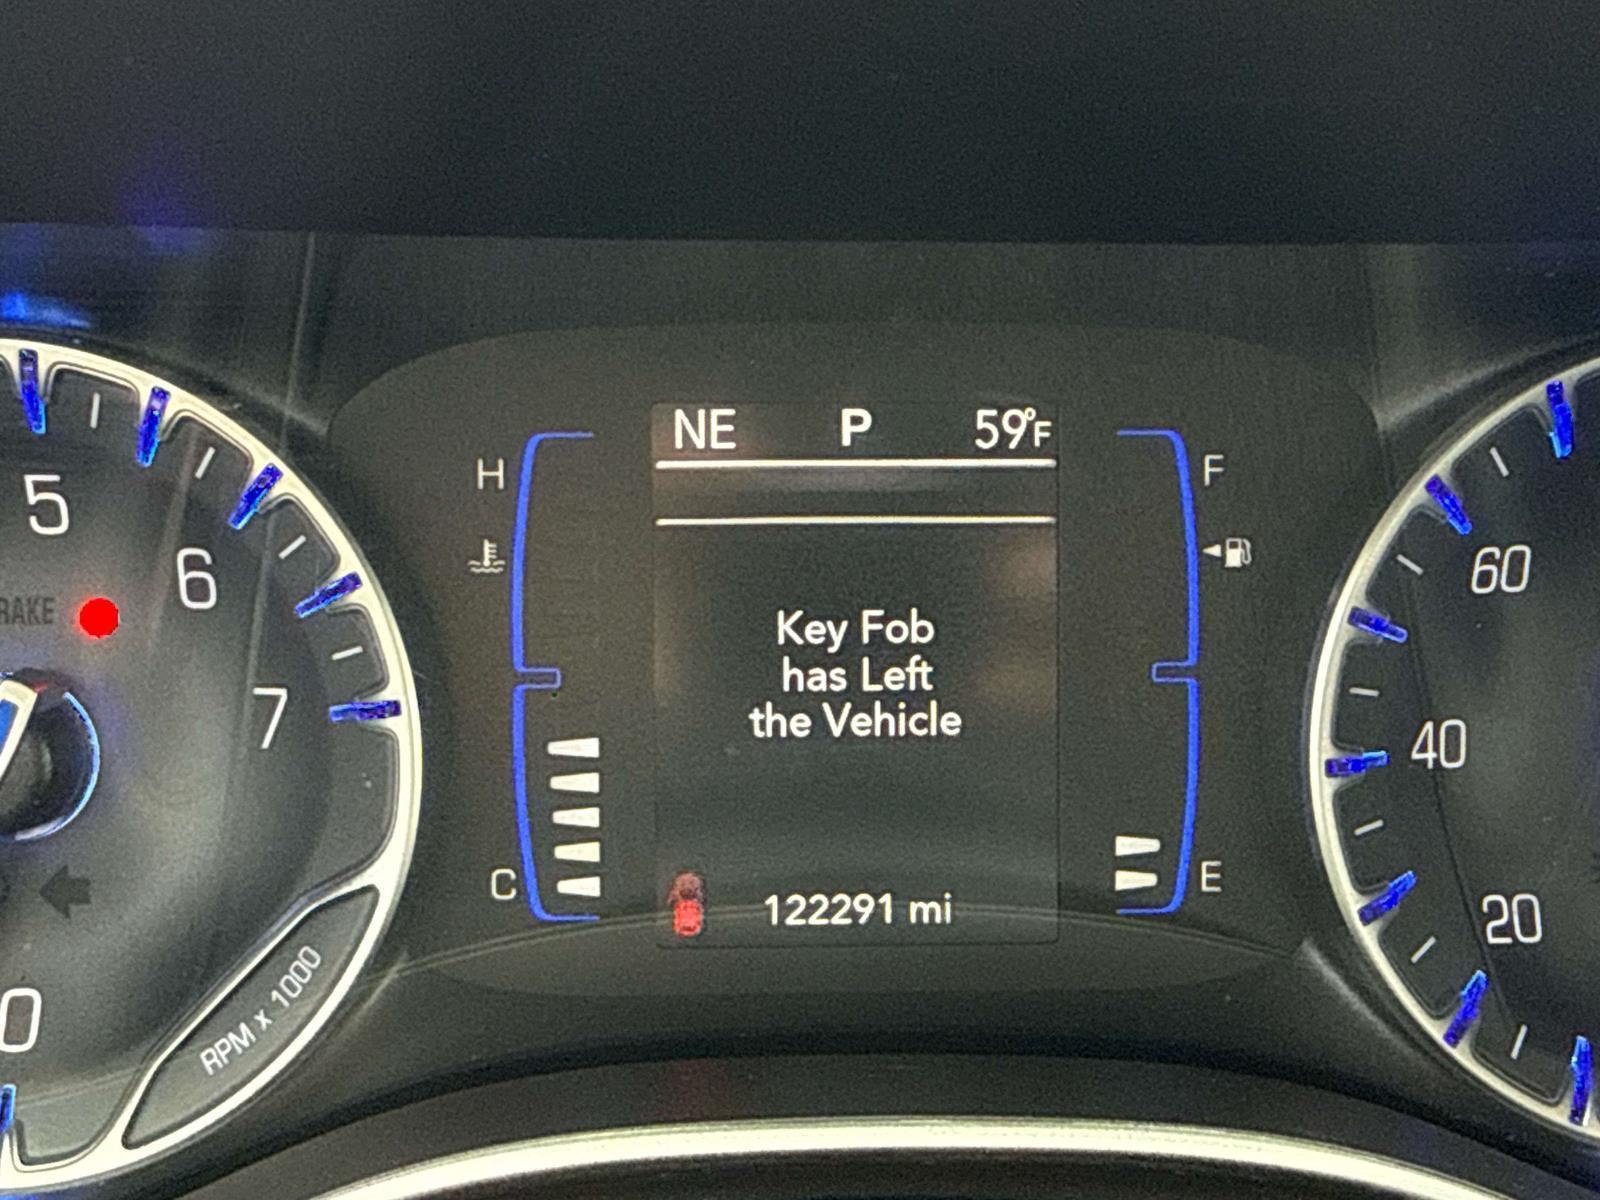 NE P 59°F
H F
5
6
60
Key Fob
has Left
the Vehicle
RAKE
7
40
C E
122291 mi
20
0
RPM x 1000